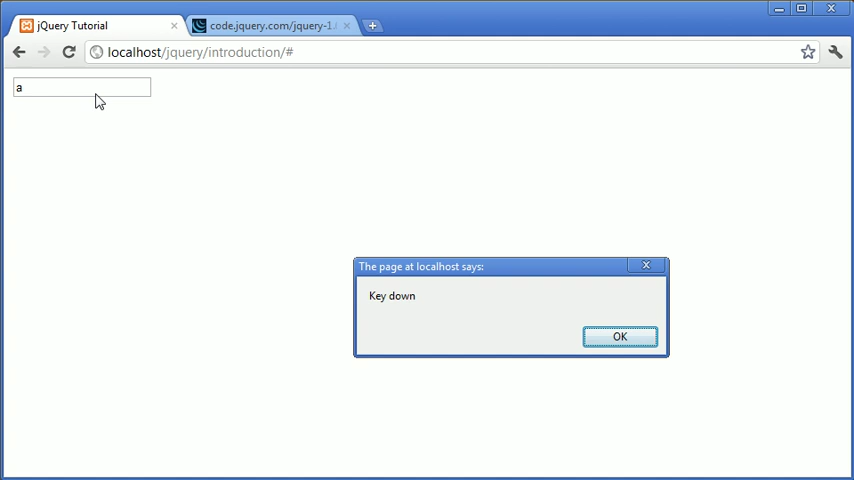 jQuery Tutorial
code.jquery.com/jquery-1.
localhost/jquery/introduction/#
a
The page at localhost says:
Key down
OK